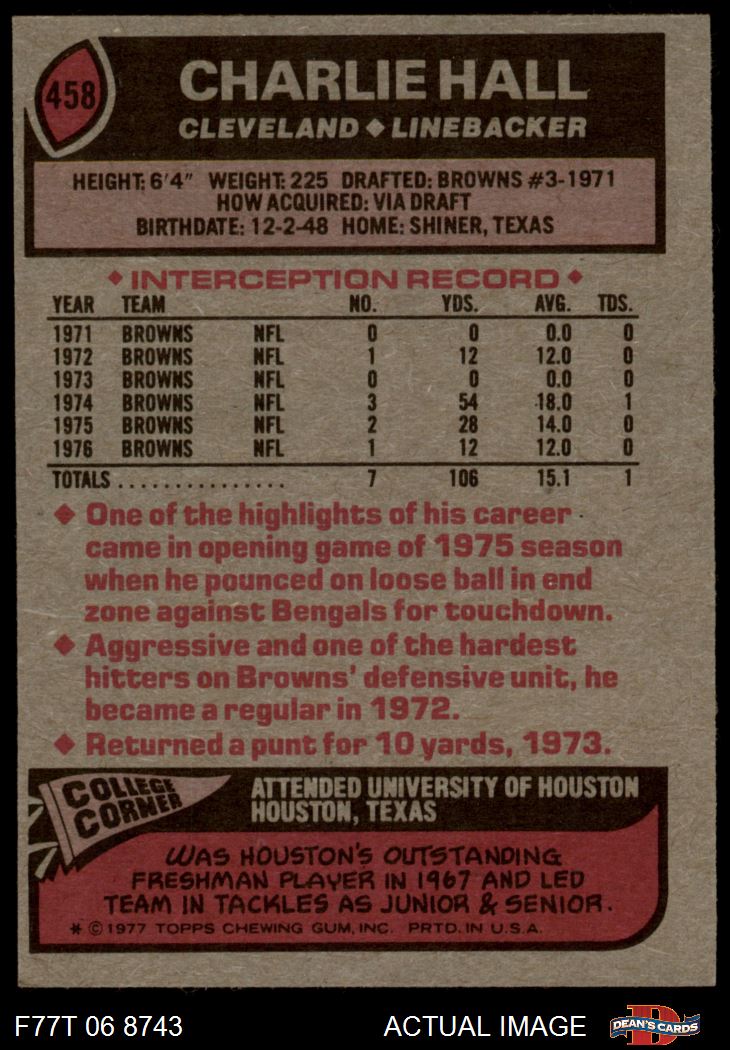 458
CHARLIE HALL
CLEVELAND ◆ LINEBACKER
HEIGHT: 6'4" WEIGHT: 225 DRAFTED: BROWNS #3-1971
HOW ACQUIRED: VIA DRAFT
BIRTHDATE: 12-2-48 HOME: SHINER, TEXAS
◆ INTERCEPTION RECORD ◆
YEAR TEAM NO. YDS. AVG. TDS.
1971 BROWNS NFL 0 0 0.0 0
1972 BROWNS NFL 1 12 12.0 0
1973 BROWNS NFL 0 0 0.0 0
1974 BROWNS NFL 3 54 18.0 1
1975 BROWNS NFL 2 28 14.0 0
1976 BROWNS NFL 1 12 12.0 0
TOTALS ............... 7 106 15.1 1
◆ One of the highlights of his career
came in opening game of 1975 season
when he pounced on loose ball in end
zone against Bengals for touchdown.
◆ Aggressive and one of the hardest
hitters on Browns' defensive unit, he
became a regular in 1972.
◆ Returned a punt for 10 yards, 1973.
COLLEGE
CORNER
ATTENDED UNIVERSITY OF HOUSTON
HOUSTON, TEXAS
WAS HOUSTON'S OUTSTANDING
FRESHMAN PLAYER IN 1967 AND LED
TEAM IN TACKLES AS JUNIOR & SENIOR.
* © 1977 TOPPS CHEWING GUM, INC. PRTD. IN U.S.A.
F77T 06 8743
ACTUAL IMAGE
D
DEAN'S CARDS